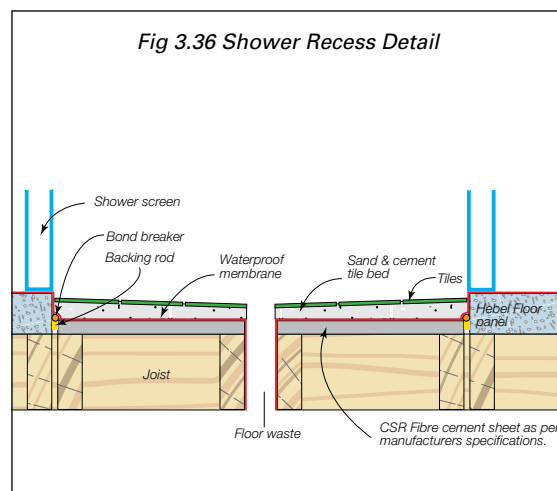 Fig 3.36 Shower Recess Detail
Shower screen
Bond breaker
Backing rod
Waterproof
membrane
Sand & cement
tile bed
Tiles
Hebel Floor
panel
Joist
Floor waste
CSR Fibre cement sheet as per
manufacturers specifications.